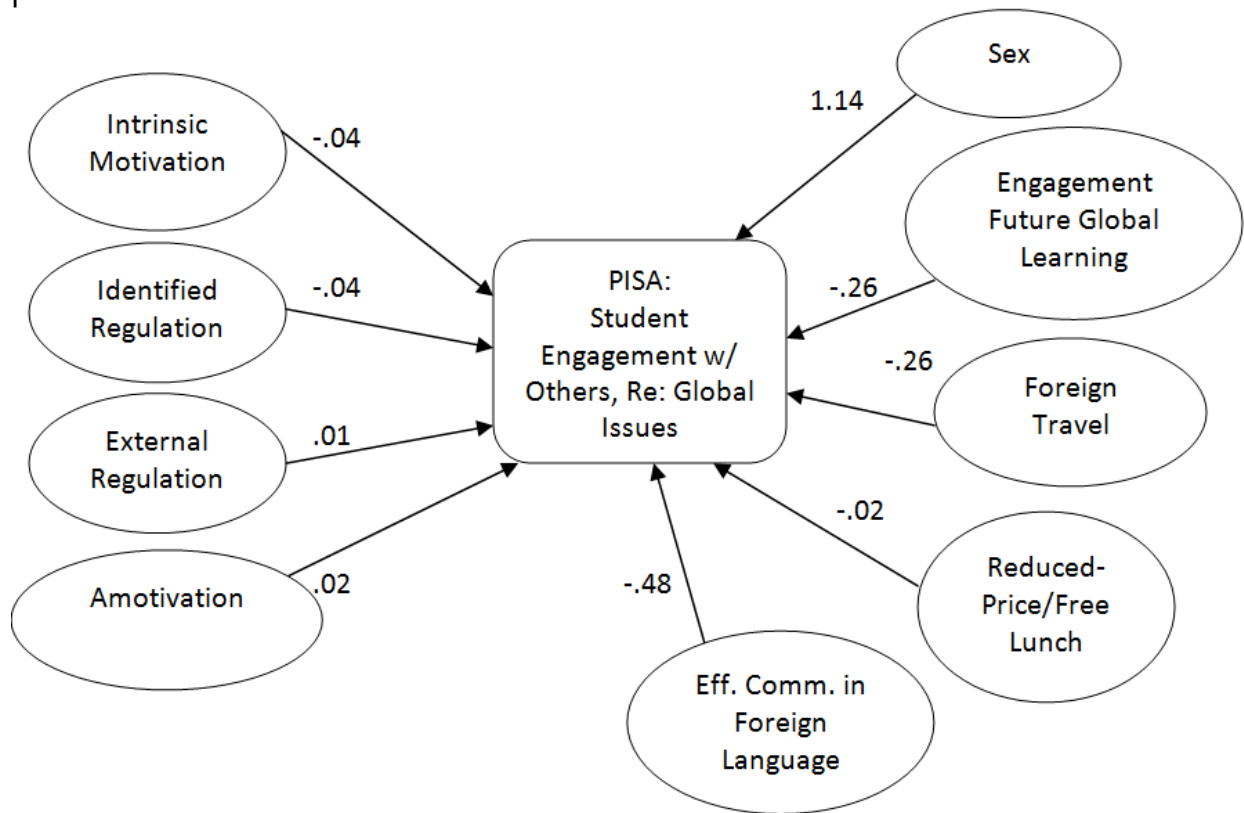 Sex
1.14
Intrinsic
Motivation
-.04
Engagement
Future Global
Learning
-.26
Identified
Regulation
-.04
PISA:
Student
Engagement w/
Others, Re: Global
Issues
Foreign
Travel
-.26
External
Regulation
.01
Amotivation
.02
Reduced-
Price/Free
Lunch
-.02
Eff. Comm. in
Foreign
Language
-.48